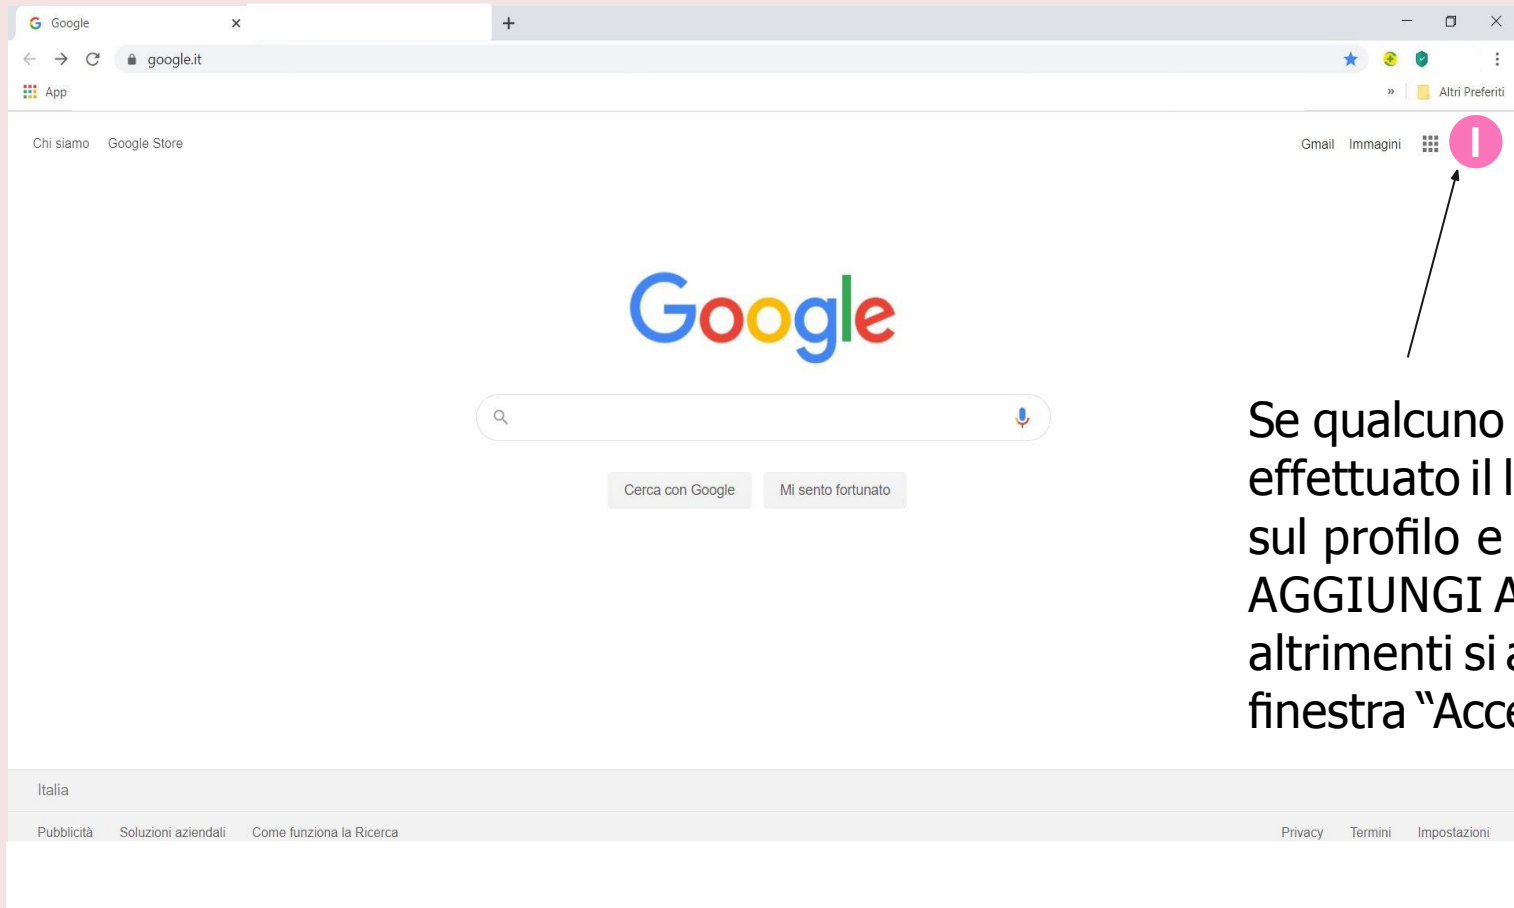 Google
google.it
App
» Altri Preferiti
Chi siamo Google Store
Gmail Immagini
I
Google
Se qualcuno
effettuato il l
sul profilo e
AGGIUNGI A
altrimenti si a
finestra “Acce
Cerca con Google Mi sento fortunato
Italia
Pubblicità Soluzioni aziendali Come funziona la Ricerca
Privacy Termini Impostazioni